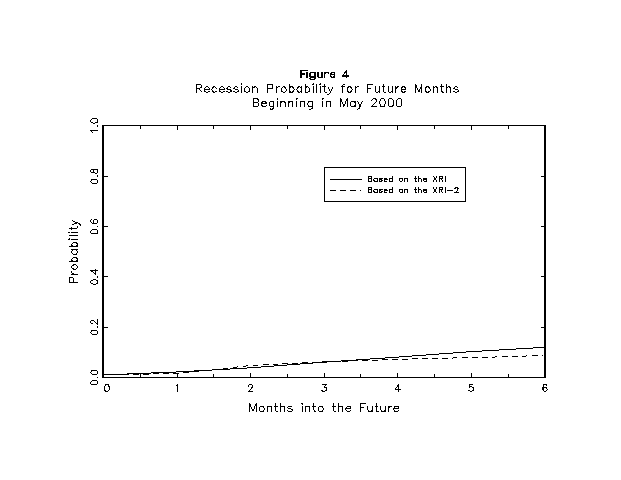 Figure 4
Recession Probability for Future Months
Beginning in May 2000
Based on the XRI
Based on the XRI-2
Probability
1.0
0.8
0.6
0.4
0.2
0.0
0 1 2 3 4 5 6
Months into the Future